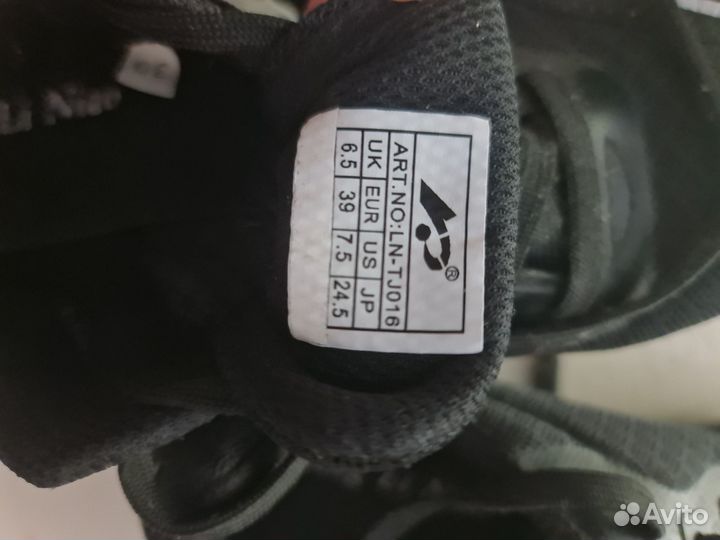 ®
ART.NO:LN-TJ016
UK EUR US JP
6.5 39 7.5 24.5
Avito